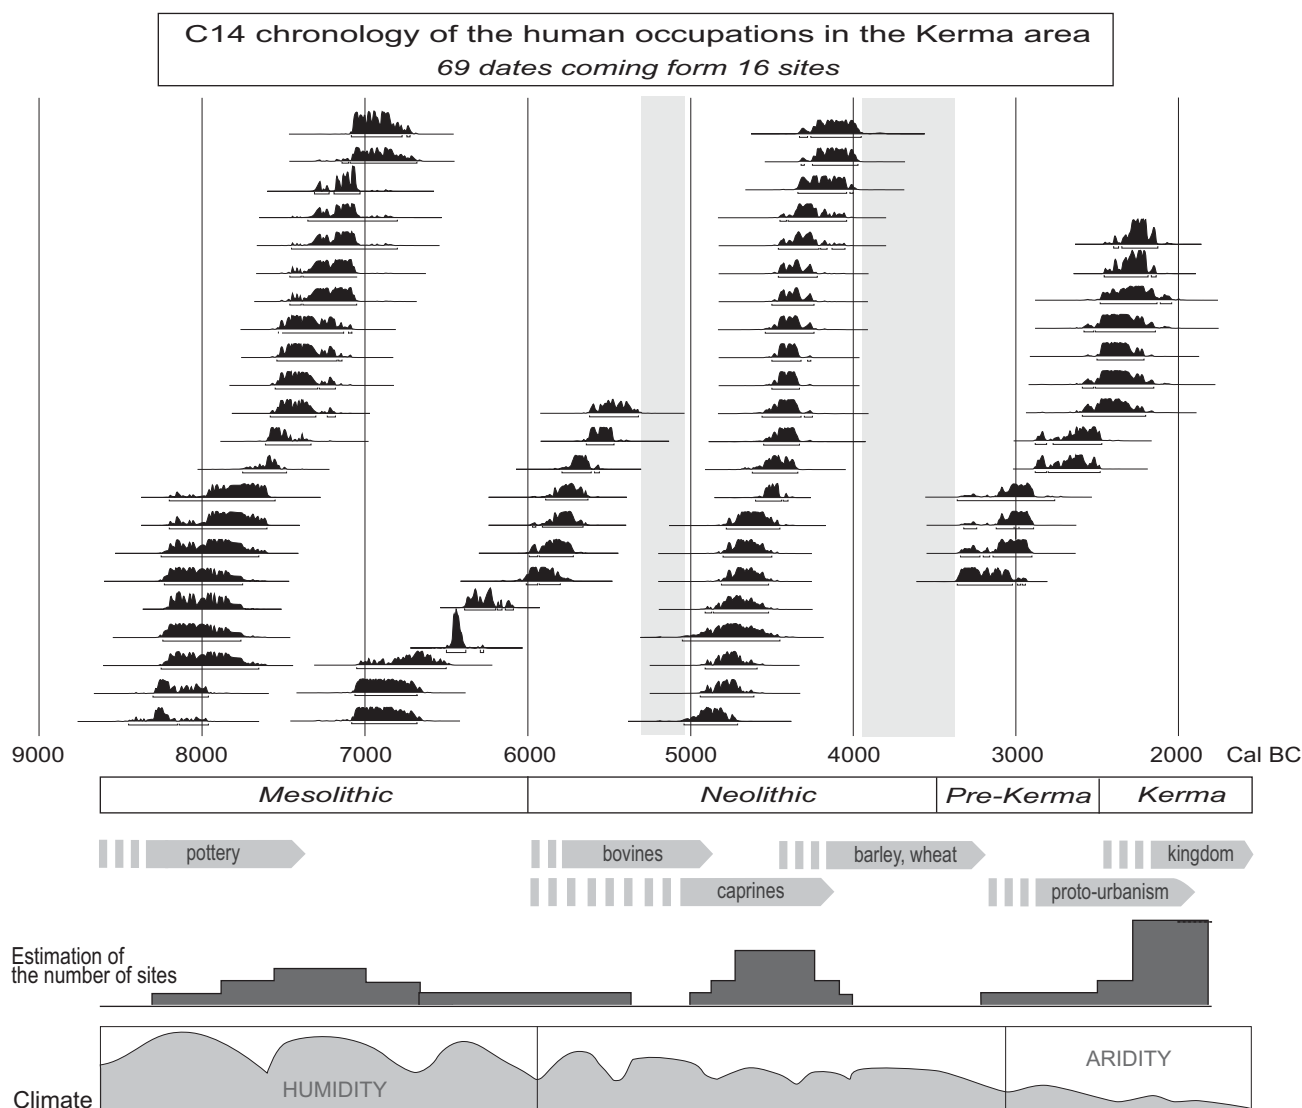 C14 chronology of the human occupations in the Kerma area
69 dates coming form 16 sites
9000 8000 7000 6000 5000 4000 3000 2000 Cal BC
Mesolithic Neolithic Pre-Kerma Kerma
pottery bovines barley, wheat kingdom
caprines proto-urbanism
Estimation of
the number of sites
ARIDITY
HUMIDITY
Climate